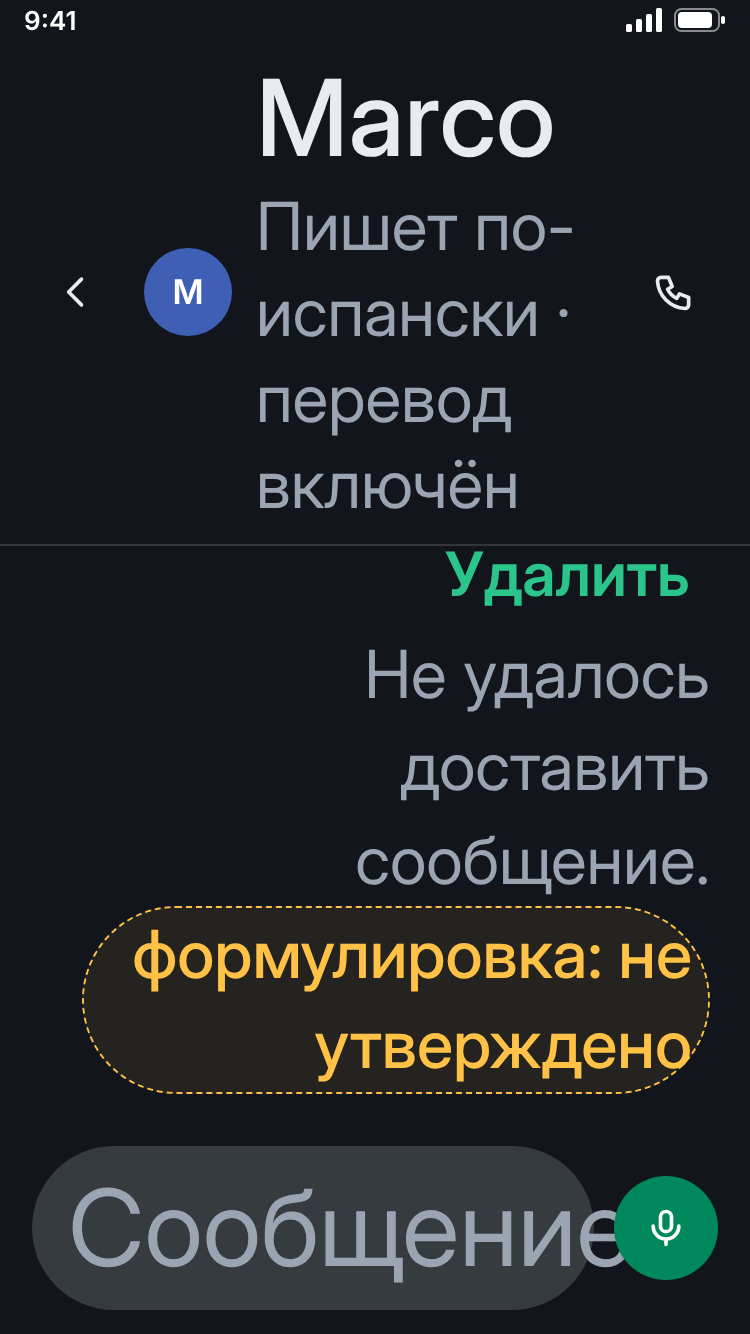 9:41
Marco
Пишет по-
испански ·
перевод
включён
M
Удалить
Не удалось
доставить
сообщение.
формулировка: не
утверждено
Сообщение